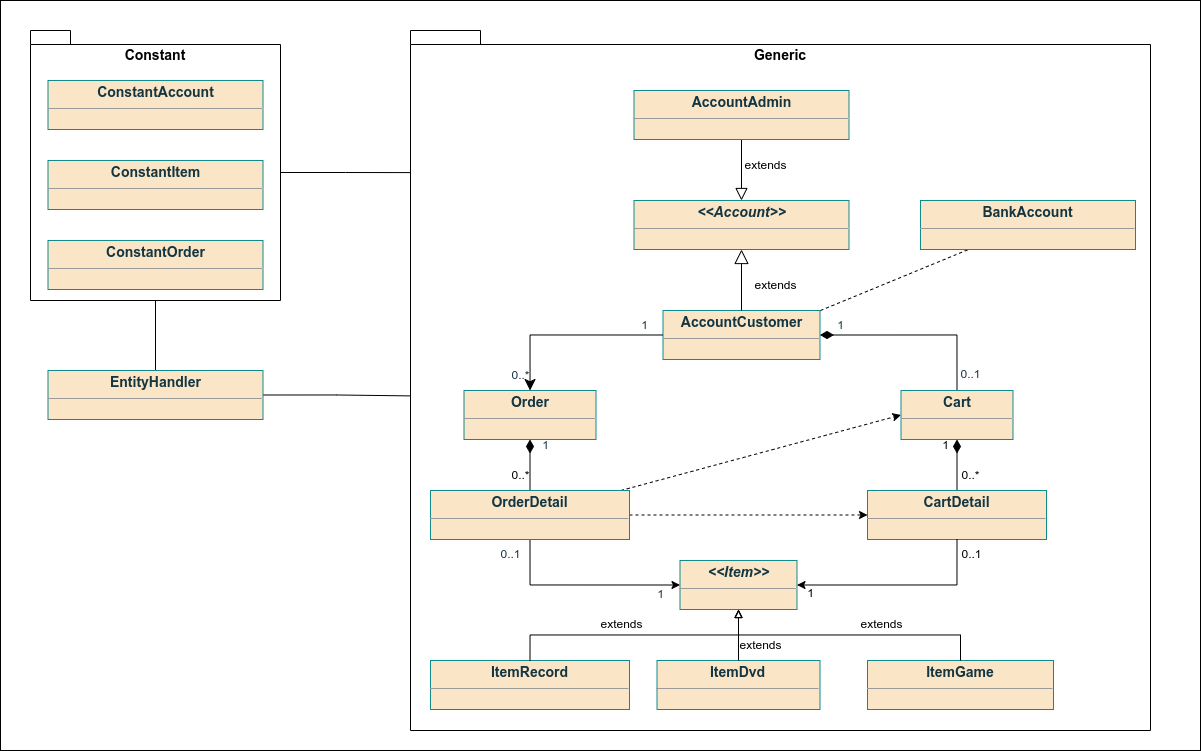 Constant
Generic
ConstantAccount
AccountAdmin
ConstantItem
extends
<<Account>>
BankAccount
ConstantOrder
extends
AccountCustomer
1
1
EntityHandler
0..*
0..1
Order
Cart
1
1
0..*
0..*
OrderDetail
CartDetail
0..1
0..1
<<Item>>
1
1
extends
extends
extends
ItemRecord
ItemDvd
ItemGame